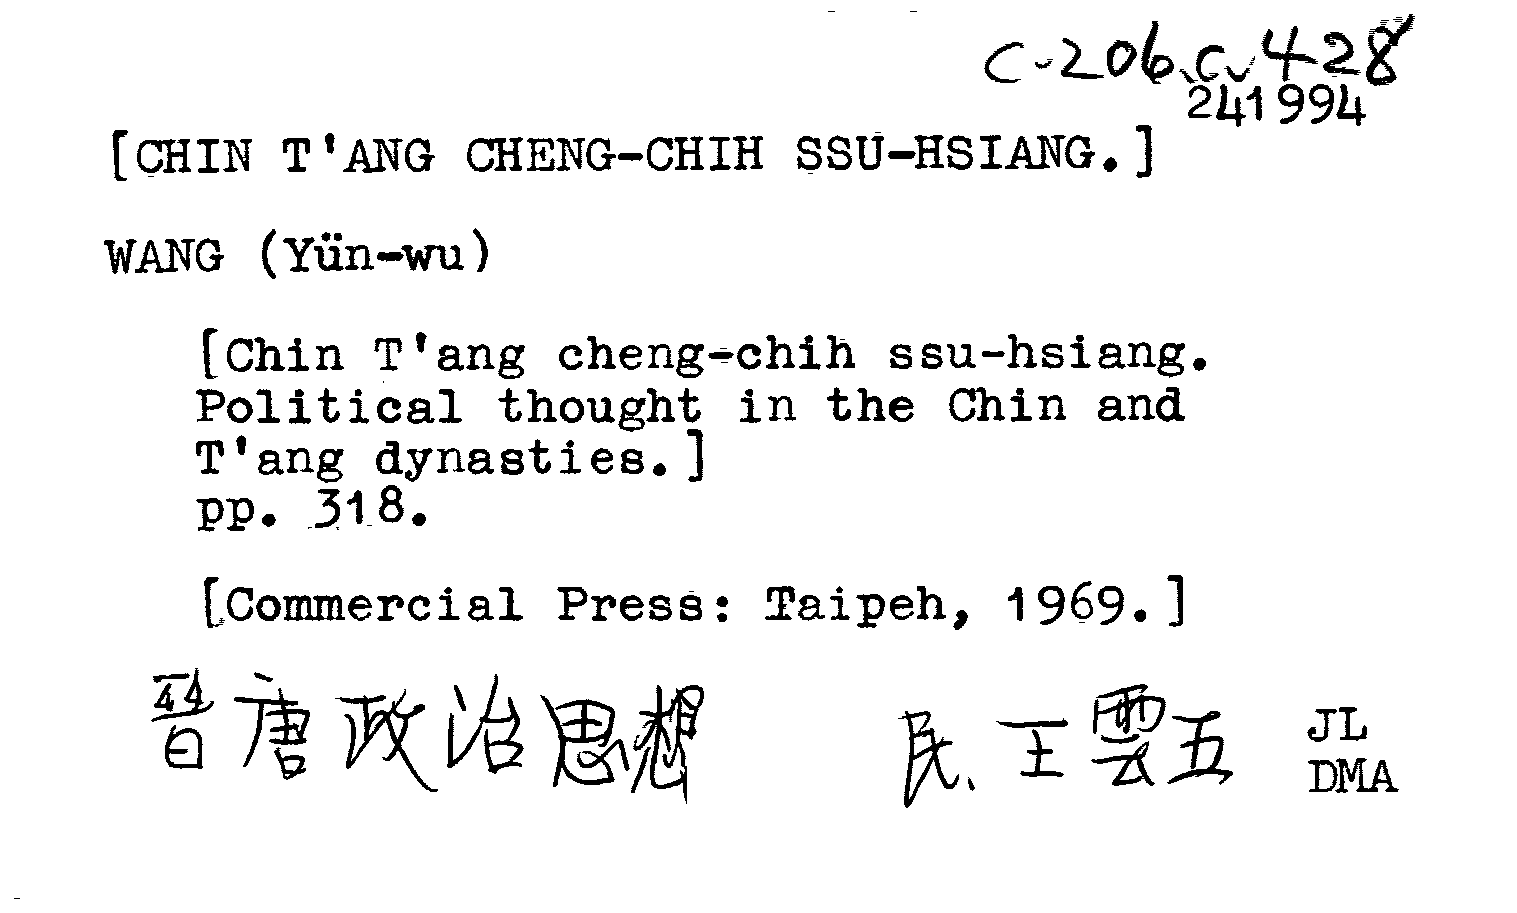 c-206.c.428
241994
[CHIN T'ANG CHENG-CHIH SSU-HSIANG.]
WANG (Yün-wu)
[Chin T'ang cheng-chih ssu-hsiang.
Political thought in the Chin and
T'ang dynasties.]
pp. 318.
[Commercial Press: Taipeh, 1969.]
晉唐政治思想 民、王雲五 JL
DMA